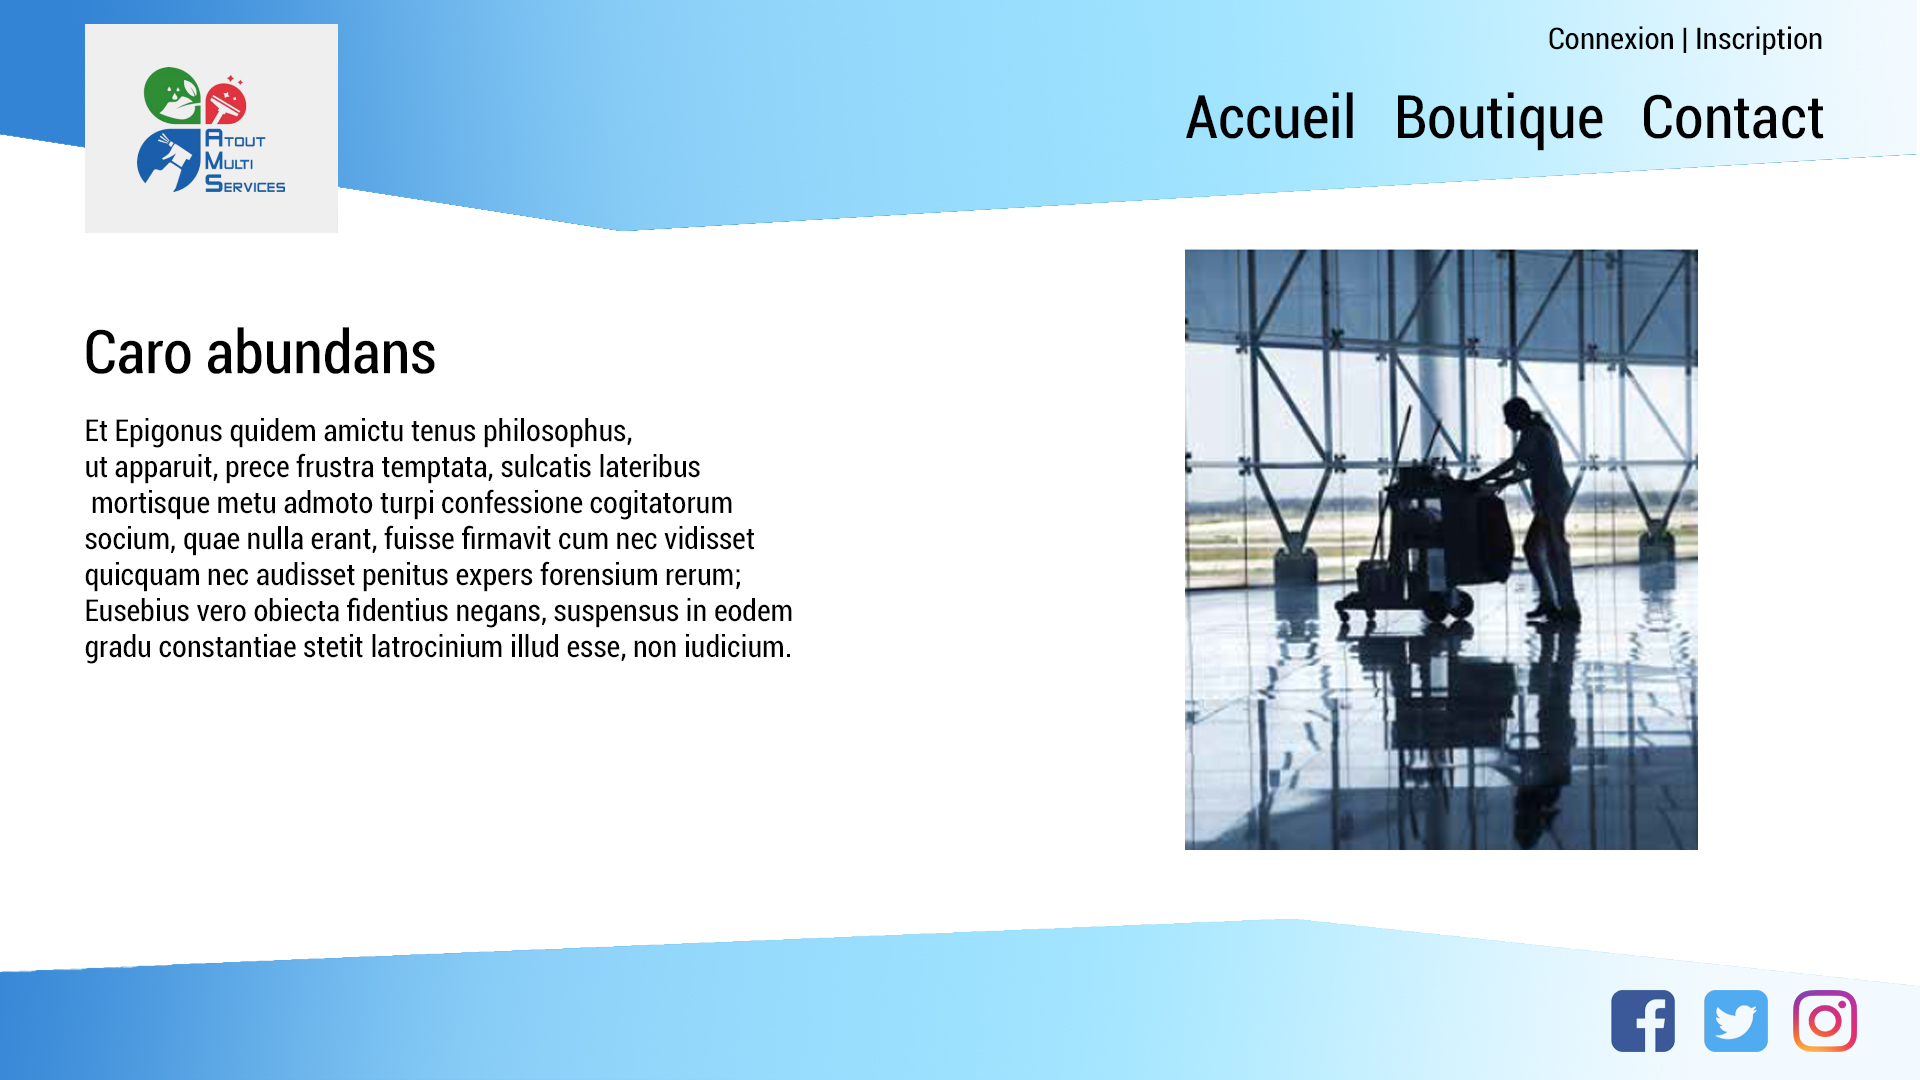 Connexion | Inscription
Accueil Boutique Contact
ATOUT
MULTI
SERVICES
Caro abundans
Et Epigonus quidem amictu tenus philosophus,
ut apparuit, prece frustra temptata, sulcatis lateribus
mortisque metu admoto turpi confessione cogitatorum
socium, quae nulla erant, fuisse firmavit cum nec vidisset
quicquam nec audisset penitus expers forensium rerum;
Eusebius vero obiecta fidentius negans, suspensus in eodem
gradu constantiae stetit latrocinium illud esse, non iudicium.